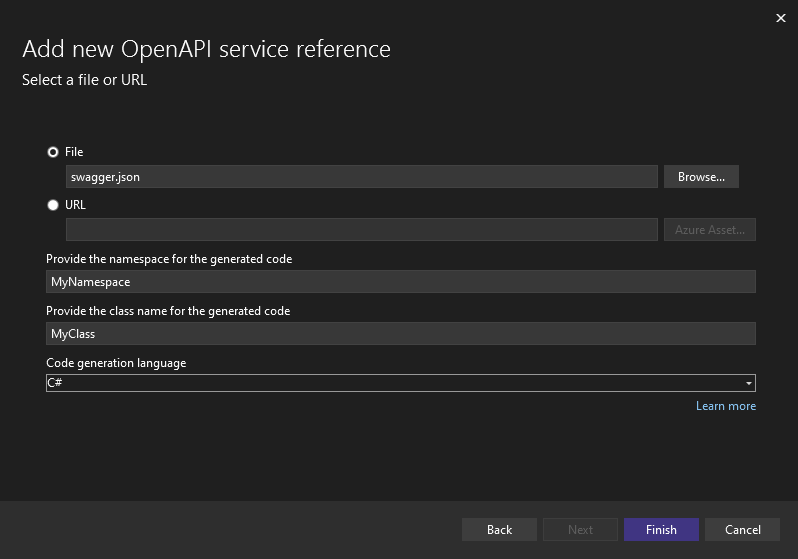 Add new OpenAPI service reference
Select a file or URL
File
swagger.json
Browse...
URL
Azure Asset...
Provide the namespace for the generated code
MyNamespace
Provide the class name for the generated code
MyClass
Code generation language
C#
Learn more
Back
Next
Finish
Cancel